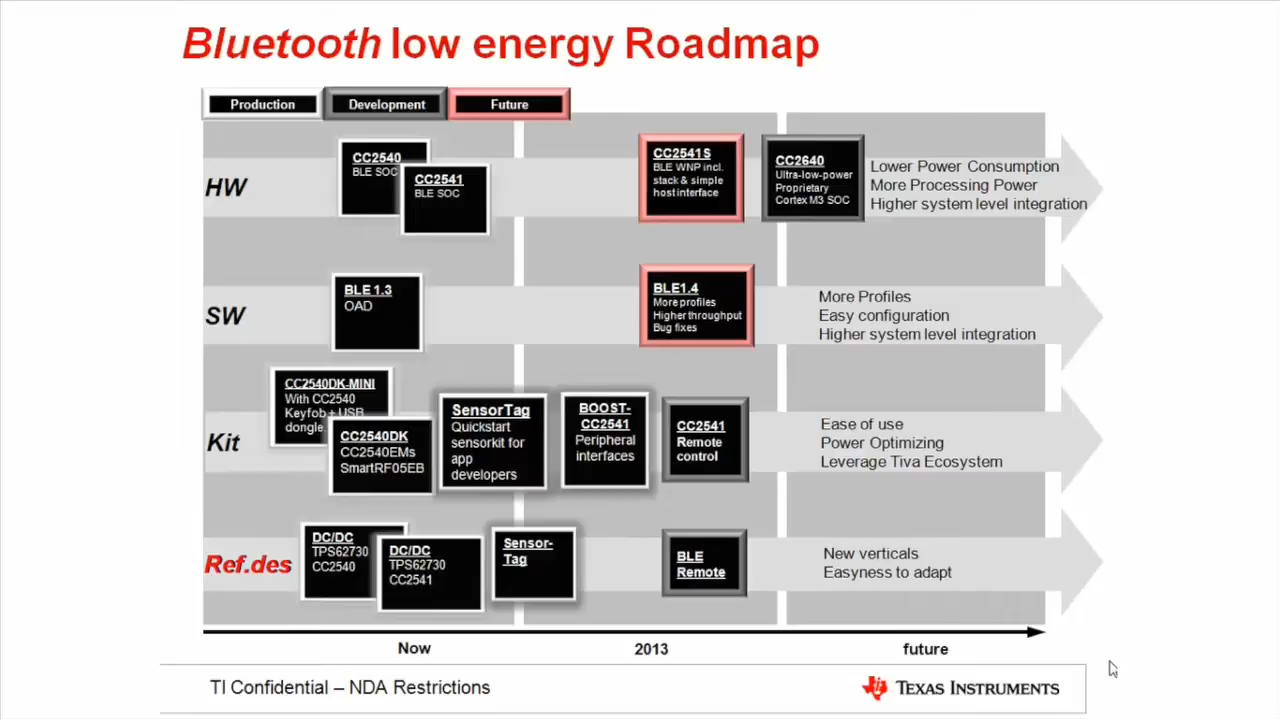 Bluetooth low energy Roadmap
Production
Development
Future
HW
CC2540
BLE SOC
CC2541
BLE SOC
CC2541S
BLE WNP incl.
stack & simple
host interface
CC2640
Ultra-low-power
Proprietary
Cortex M3 SOC
Lower Power Consumption
More Processing Power
Higher system level integration
SW
BLE 1.3
OAD
BLE1.4
More profiles
Higher throughput
Bug fixes
More Profiles
Easy configuration
Higher system level integration
Kit
CC2540DK-MINI
With CC2540
Keyfob + USB
dongle
CC2540DK
CC2540EMs
SmartRF05EB
SensorTag
Quickstart
sensorkit for
app
developers
BOOST-
CC2541
Peripheral
interfaces
CC2541
Remote
control
Ease of use
Power Optimizing
Leverage Tiva Ecosystem
Ref.des
DC/DC
TPS62730
CC2540
DC/DC
TPS62730
CC2541
Sensor-
Tag
BLE
Remote
New verticals
Easyness to adapt
Now
2013
future
TI Confidential – NDA Restrictions
TEXAS INSTRUMENTS